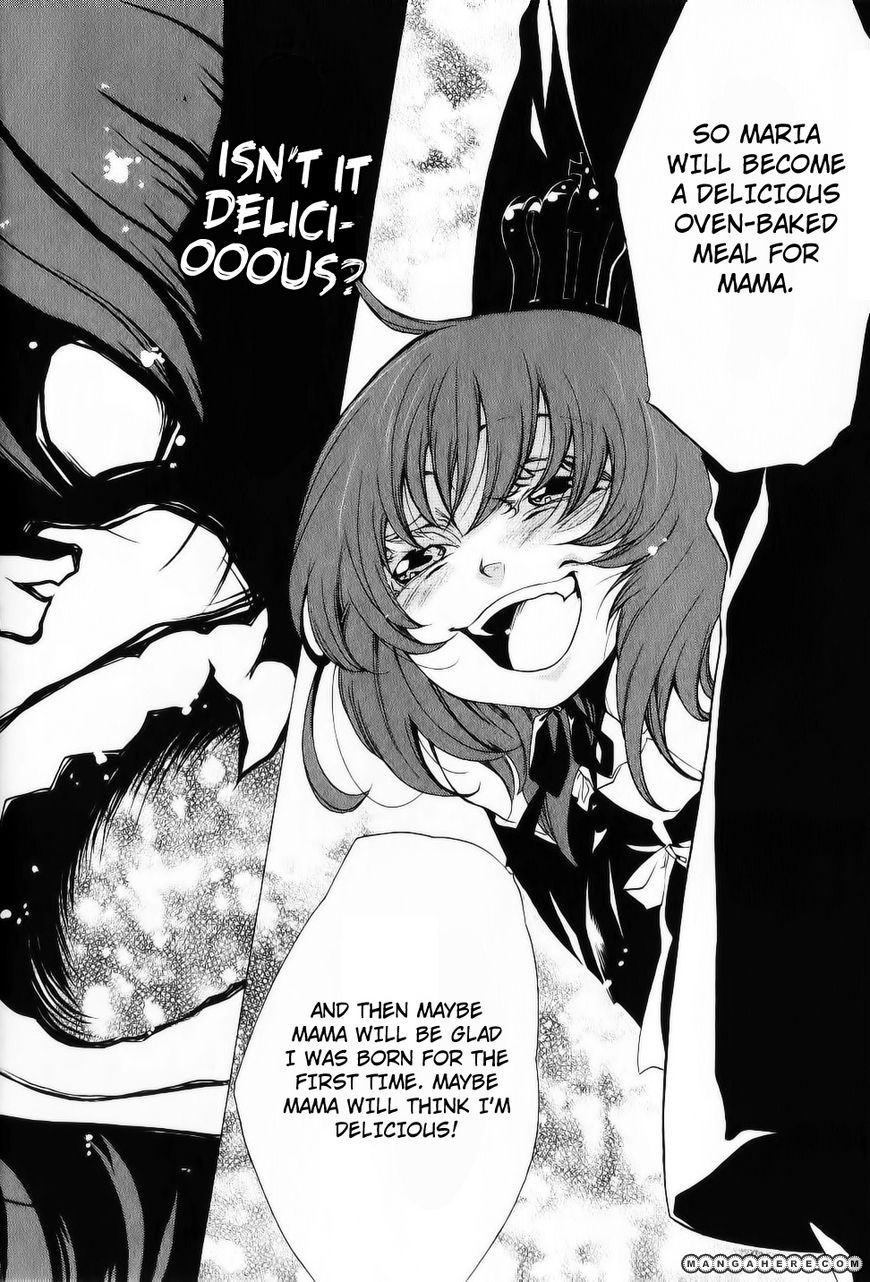 SO MARIA
WILL BECOME
A DELICIOUS
OVEN-BAKED
MEAL FOR
MAMA.
ISN'T IT
DELICI-
OOOUS?
AND THEN MAYBE
MAMA WILL BE GLAD
I WAS BORN FOR THE
FIRST TIME. MAYBE
MAMA WILL THINK I'M
DELICIOUS!
MANGAHERE.COM